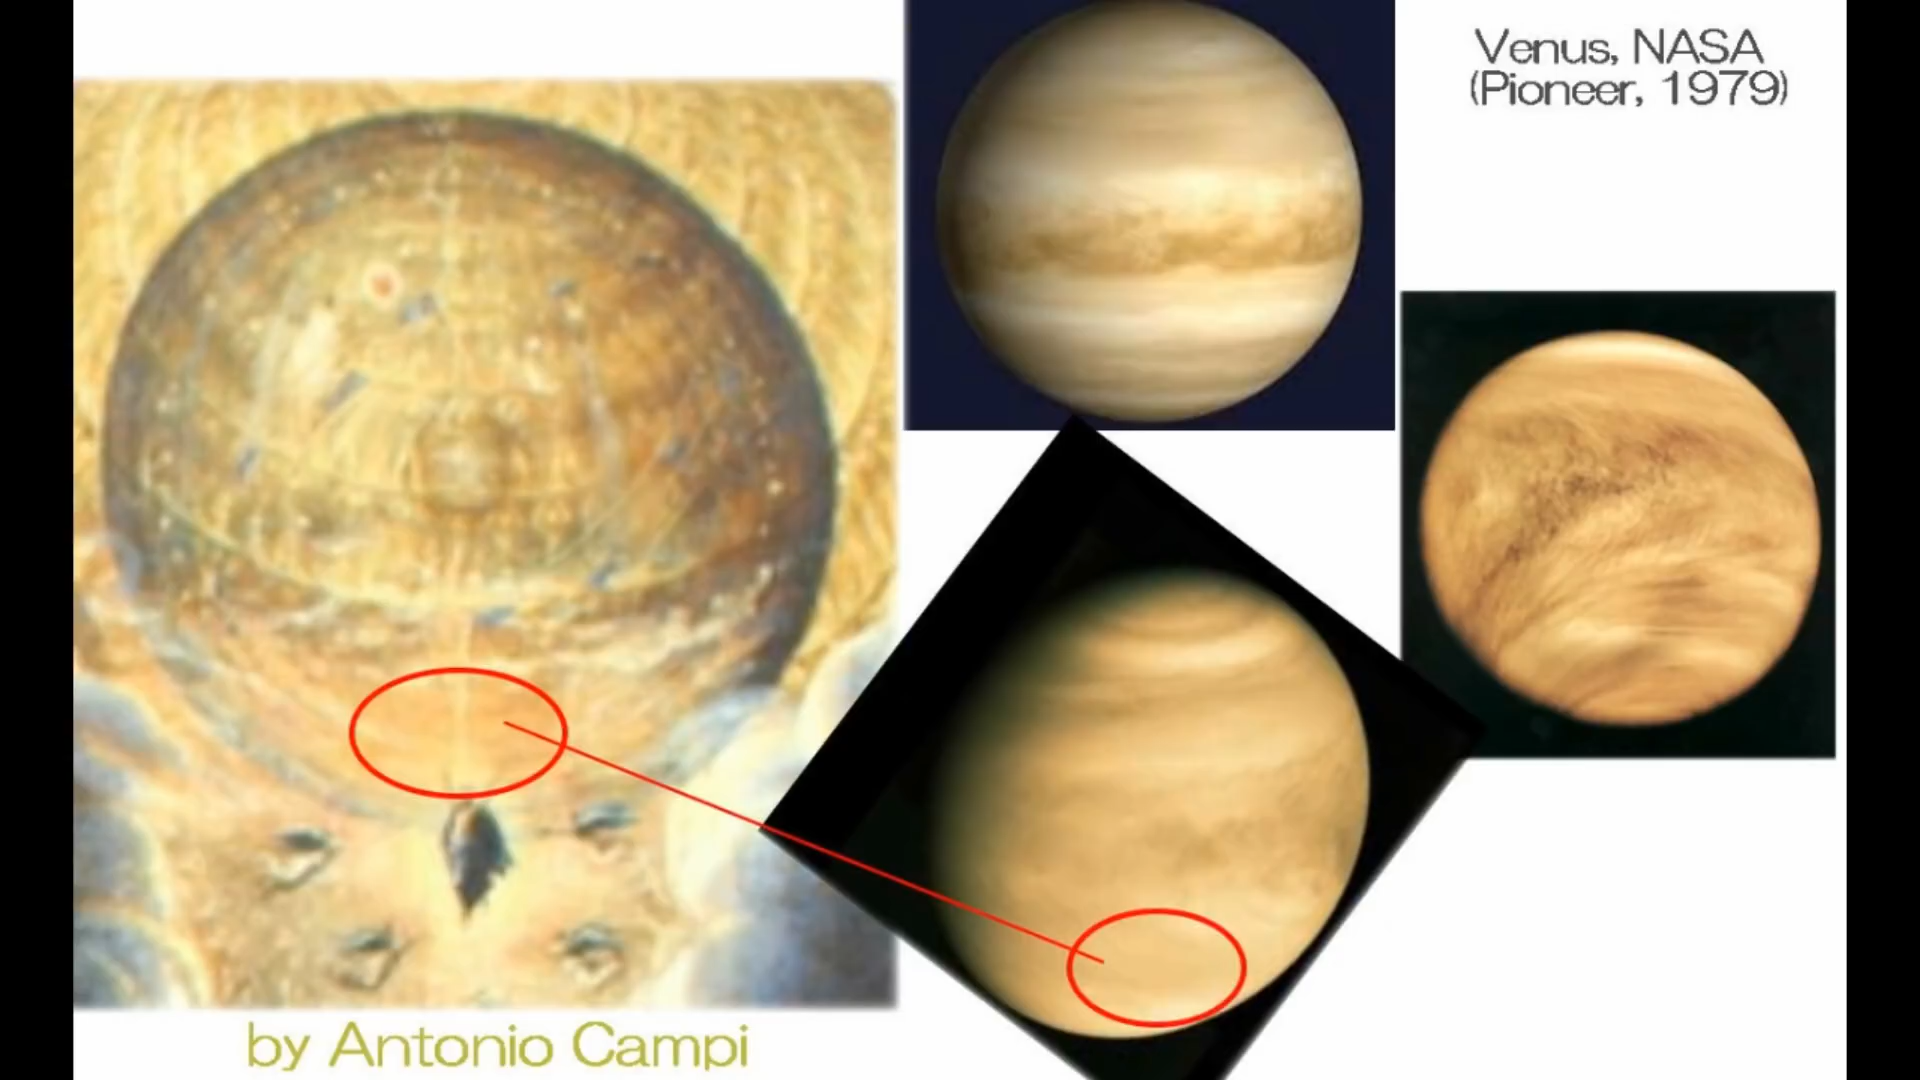 Venus, NASA
(Pioneer, 1979)
by Antonio Campi